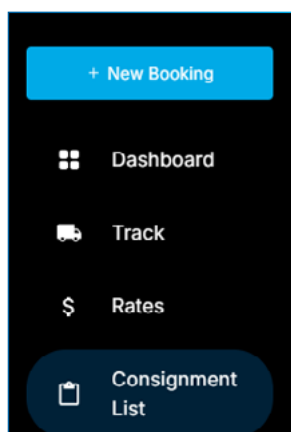 + New Booking
Dashboard
Track
$ Rates
Consignment
List